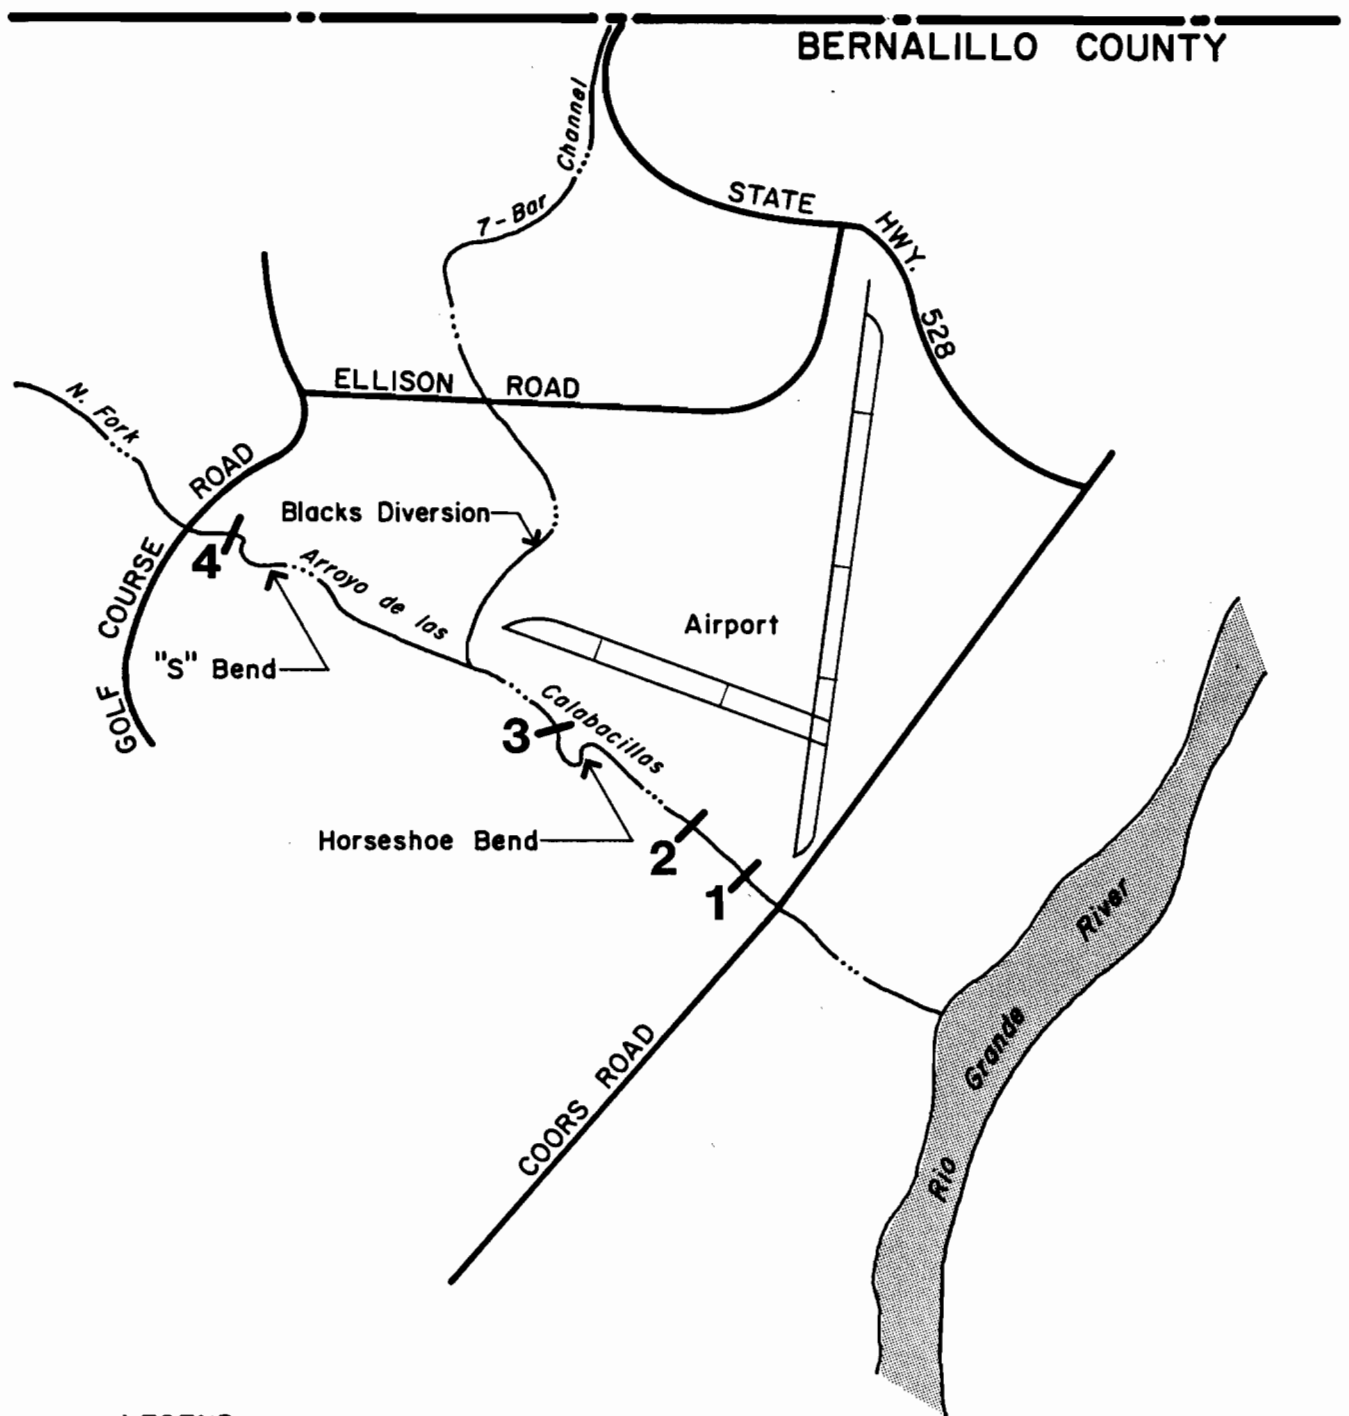 BERNALILLO COUNTY
7-Bar Channel
STATE HWY. 528
ELLISON ROAD
N. Fork
GOLF COURSE ROAD
Blacks Diversion
4
Arroyo de las Calabacillas
Airport
"S" Bend
3
Horseshoe Bend
2
1
COORS ROAD
Rio Grande River